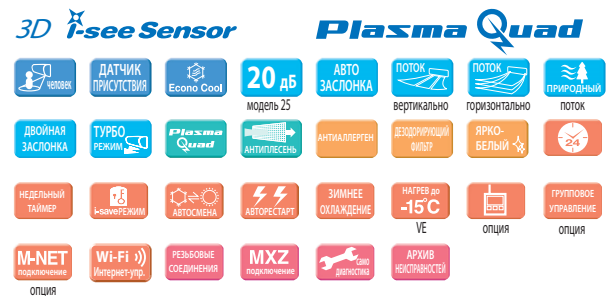 3D i-see Sensor Plasma Quad
человек
ДАТЧИК
ПРИСУТСТВИЯ
Econo Cool
20 дБ
модель 25
АВТО
ЗАСЛОНКА
ПОТОК
вертикально
ПОТОК
горизонтально
ПРИРОДНЫЙ
поток
ДВОЙНАЯ
ЗАСЛОНКА
ТУРБО
РЕЖИМ
Plasma
Quad
АНТИПЛЕСЕНЬ
АНТИАЛЛЕРГЕН
ДЕЗОДОРИРУЮЩИЙ
ФИЛЬТР
ЯРКО-
БЕЛЫЙ
24
НЕДЕЛЬНЫЙ
ТАЙМЕР
i-saveРЕЖИМ
АВТОСМЕНА
АВТОРЕСТАРТ
ЗИМНЕЕ
ОХЛАЖДЕНИЕ
НАГРЕВ до
-15°C
VE
опция
ГРУППОВОЕ
УПРАВЛЕНИЕ
опция
M-NET
подключение
опция
Wi-Fi
Интернет-упр.
РЕЗЬБОВЫЕ
СОЕДИНЕНИЯ
MXZ
подключение
само
диагностика
АРХИВ
НЕИСПРАВНОСТЕЙ